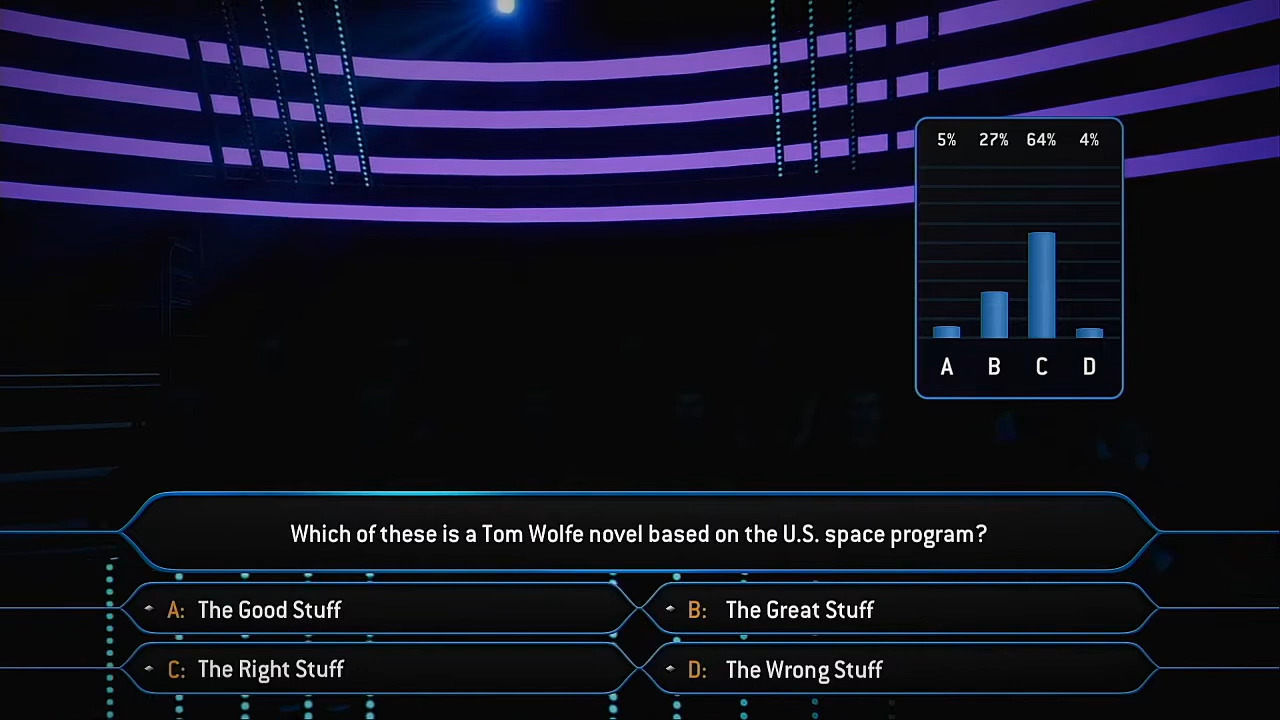 5% 27% 64% 4%
A B C D
Which of these is a Tom Wolfe novel based on the U.S. space program?
A: The Good Stuff
B: The Great Stuff
C: The Right Stuff
D: The Wrong Stuff